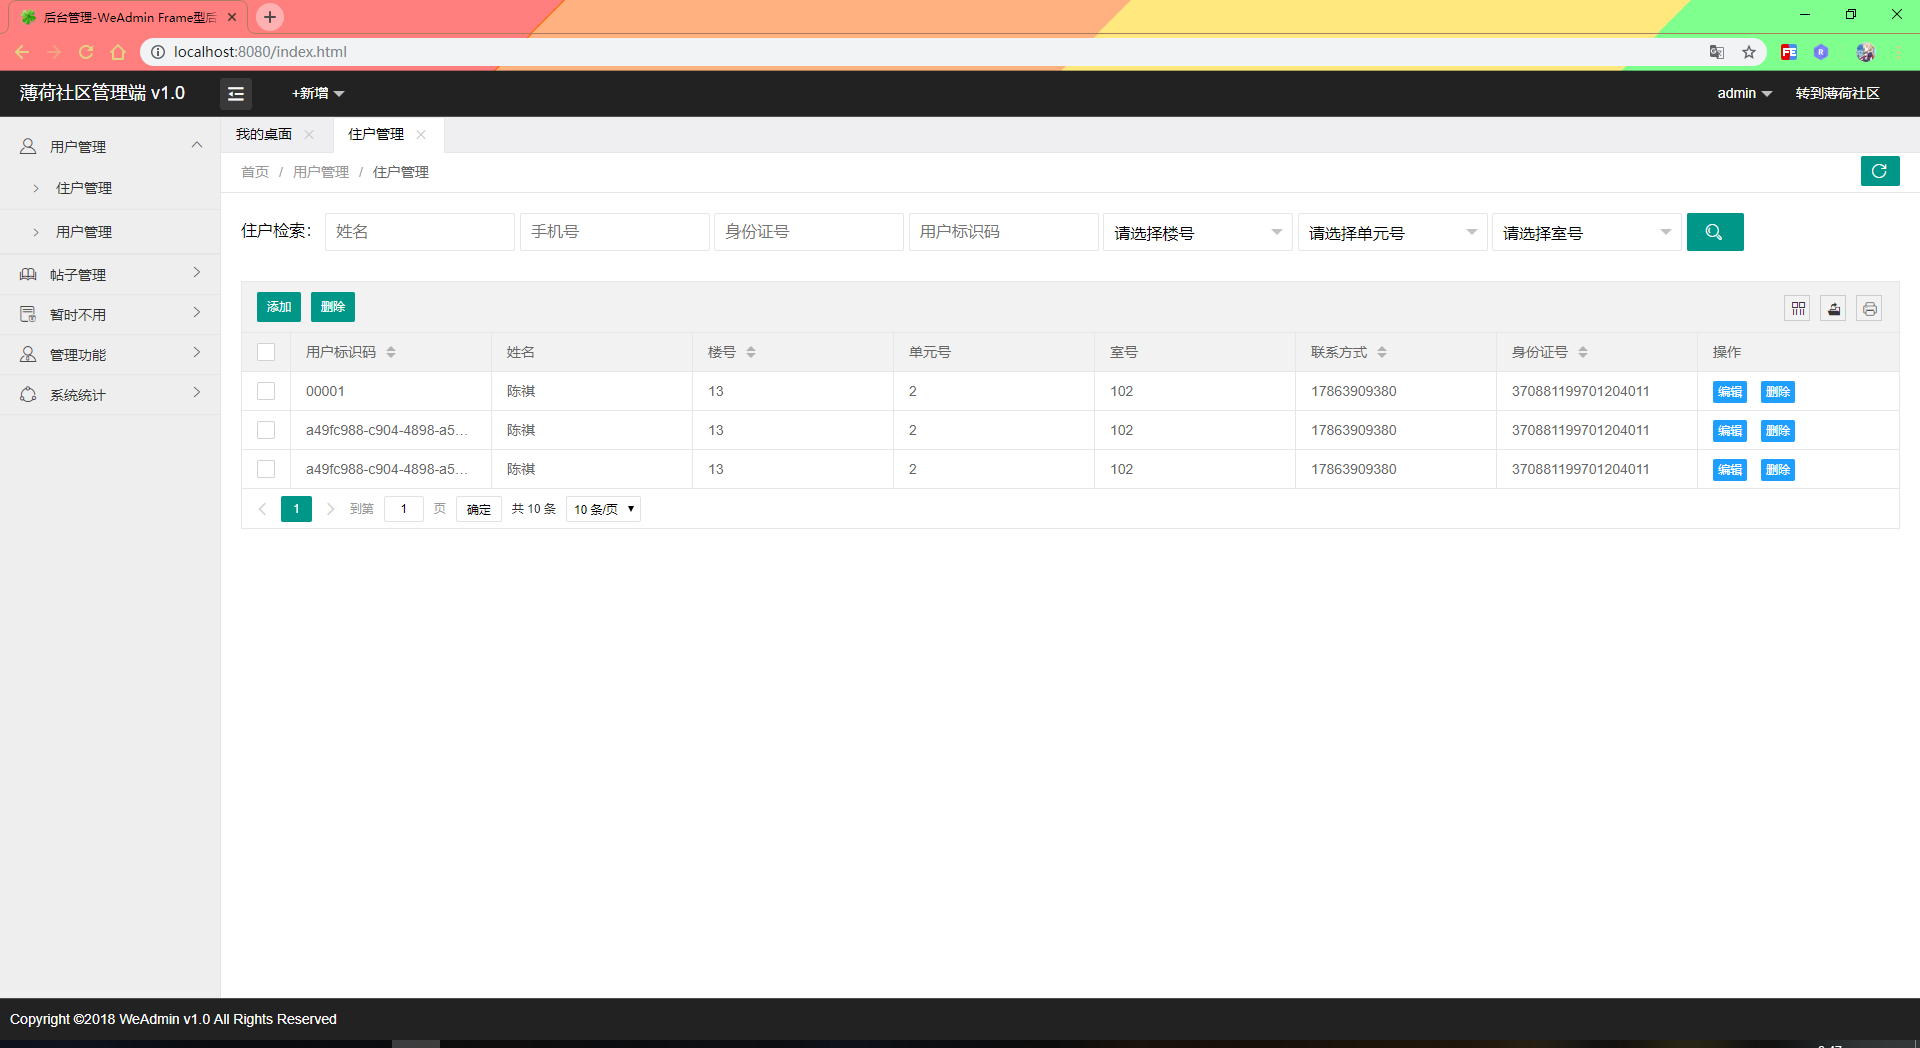 后台管理-WeAdmin Frame型后
localhost:8080/index.html
薄荷社区管理端 v1.0
+新增
admin
转到薄荷社区
用户管理
住户管理
用户管理
帖子管理
暂时不用
管理功能
系统统计
我的桌面
住户管理
首页 / 用户管理 / 住户管理
住户检索: 姓名 手机号 身份证号 用户标识码 请选择楼号 请选择单元号 请选择室号
添加 删除
用户标识码 姓名 楼号 单元号 室号 联系方式 身份证号 操作
00001 陈祺 13 2 102 17863909380 370881199701204011 编辑 删除
a49fc988-c904-4898-a5... 陈祺 13 2 102 17863909380 370881199701204011 编辑 删除
a49fc988-c904-4898-a5... 陈祺 13 2 102 17863909380 370881199701204011 编辑 删除
1 到第 1 页 确定 共 10 条 10 条/页
Copyright ©2018 WeAdmin v1.0 All Rights Reserved